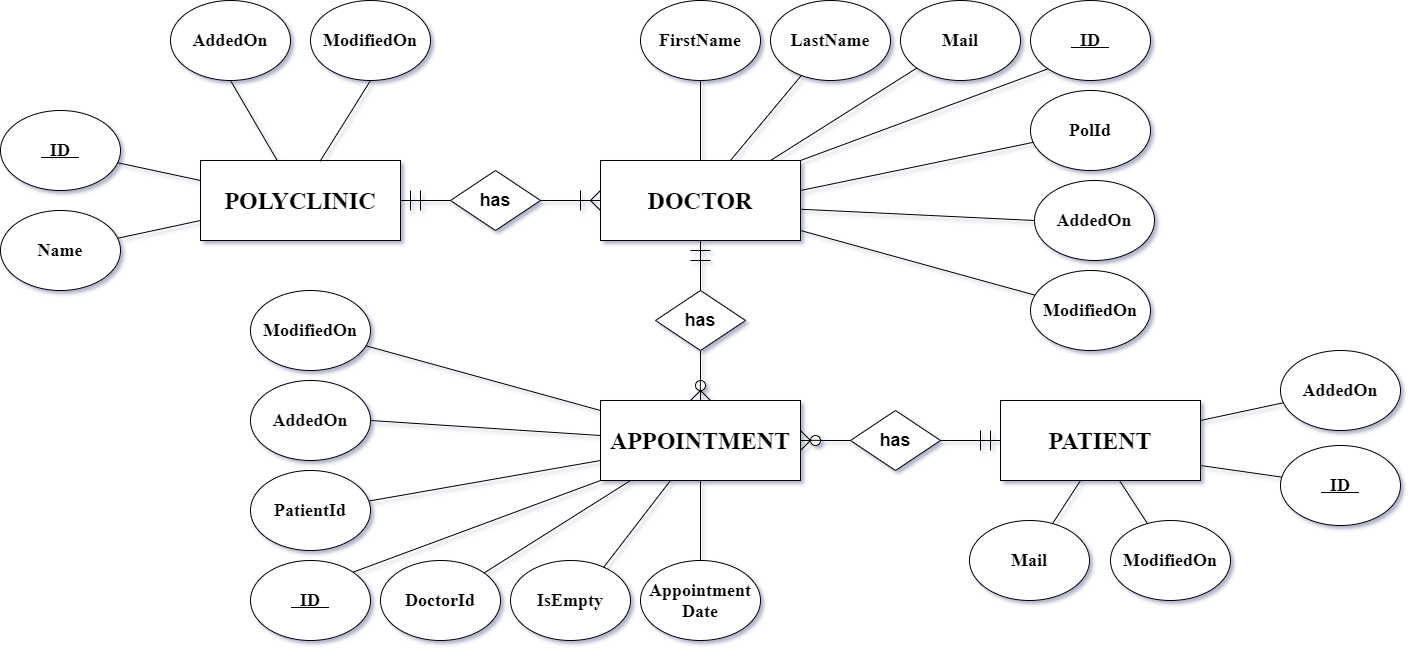 AddedOn
ModifiedOn
FirstName
LastName
Mail
ID
ID
PolId
POLYCLINIC
has
DOCTOR
AddedOn
Name
ModifiedOn
has
ModifiedOn
AddedOn
AddedOn
APPOINTMENT
has
PATIENT
ID
PatientId
Mail
ModifiedOn
ID
DoctorId
IsEmpty
Appointment
Date